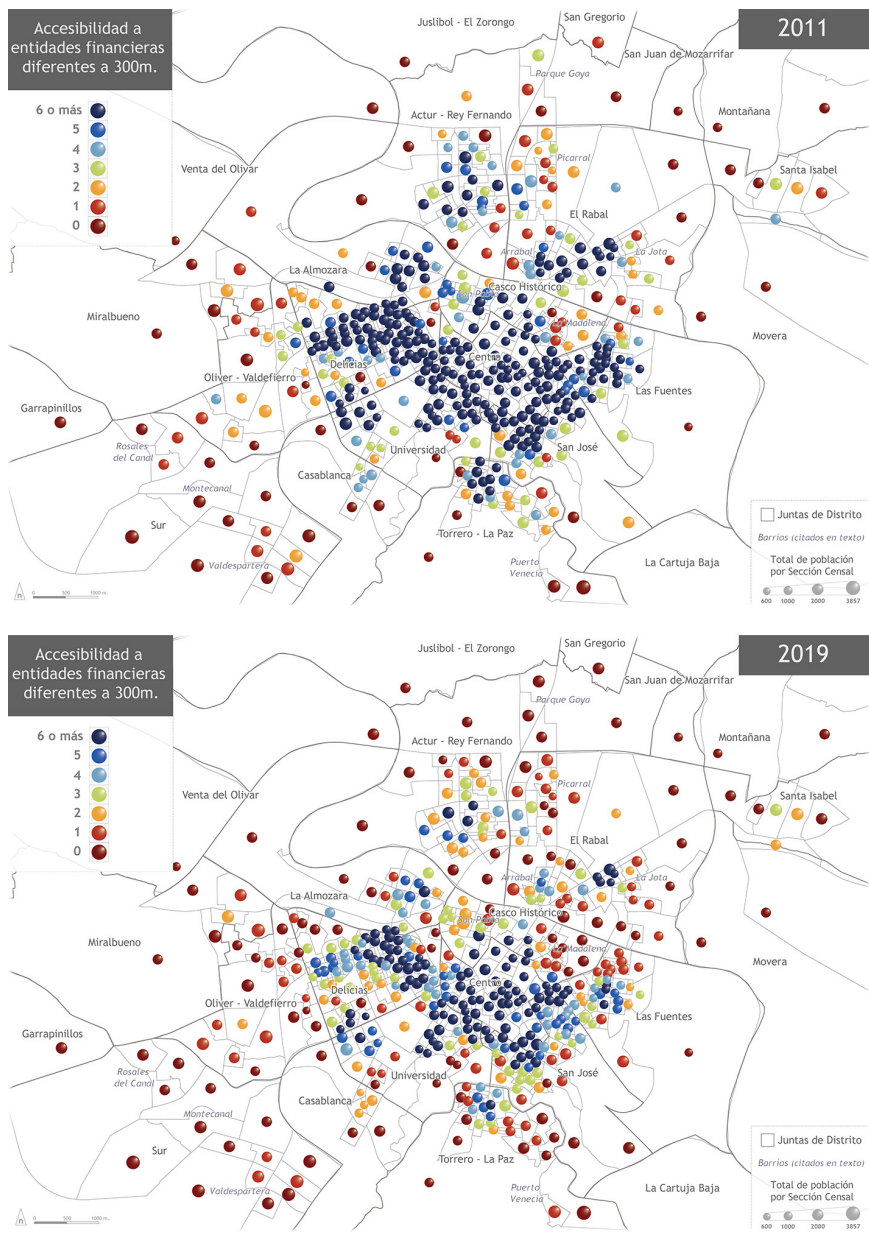 Accesibilidad a
entidades financieras
diferentes a 300m.
2011
6 o más
5
4
3
2
1
0
Juslibol - El Zorongo
San Gregorio
San Juan de Mozarrifar
Parque Goya
Montañana
Actur - Rey Fernando
Venta del Olivar
Picarral
Santa Isabel
El Rabal
Arrabal
La Jota
La Almozara
Casco Histórico
San Pablo
Miralbueno
La Madalena
Movera
Centro
Delicias
Oliver - Valdefierro
Las Fuentes
Garrapinillos
Rosales
del Canal
Universidad
San José
Casablanca
Montecanal
Sur
Torrero - La Paz
Valdespartera
Puerto
Venecia
La Cartuja Baja
Juntas de Distrito
Barrios (citados en texto)
Total de población
por Sección Censal
600 1000 2000 3857
n
0 500 1000 m.
Accesibilidad a
entidades financieras
diferentes a 300m.
2019
6 o más
5
4
3
2
1
0
Juslibol - El Zorongo
San Gregorio
San Juan de Mozarrifar
Parque Goya
Montañana
Actur - Rey Fernando
Venta del Olivar
Picarral
Santa Isabel
El Rabal
Arrabal
La Jota
La Almozara
Casco Histórico
San Pablo
Miralbueno
La Madalena
Movera
Centro
Delicias
Oliver - Valdefierro
Las Fuentes
Garrapinillos
Rosales
del Canal
Universidad
San José
Casablanca
Montecanal
Sur
Torrero - La Paz
Valdespartera
Puerto
Venecia
La Cartuja Baja
Juntas de Distrito
Barrios (citados en texto)
Total de población
por Sección Censal
600 1000 2000 3857
n
0 500 1000 m.